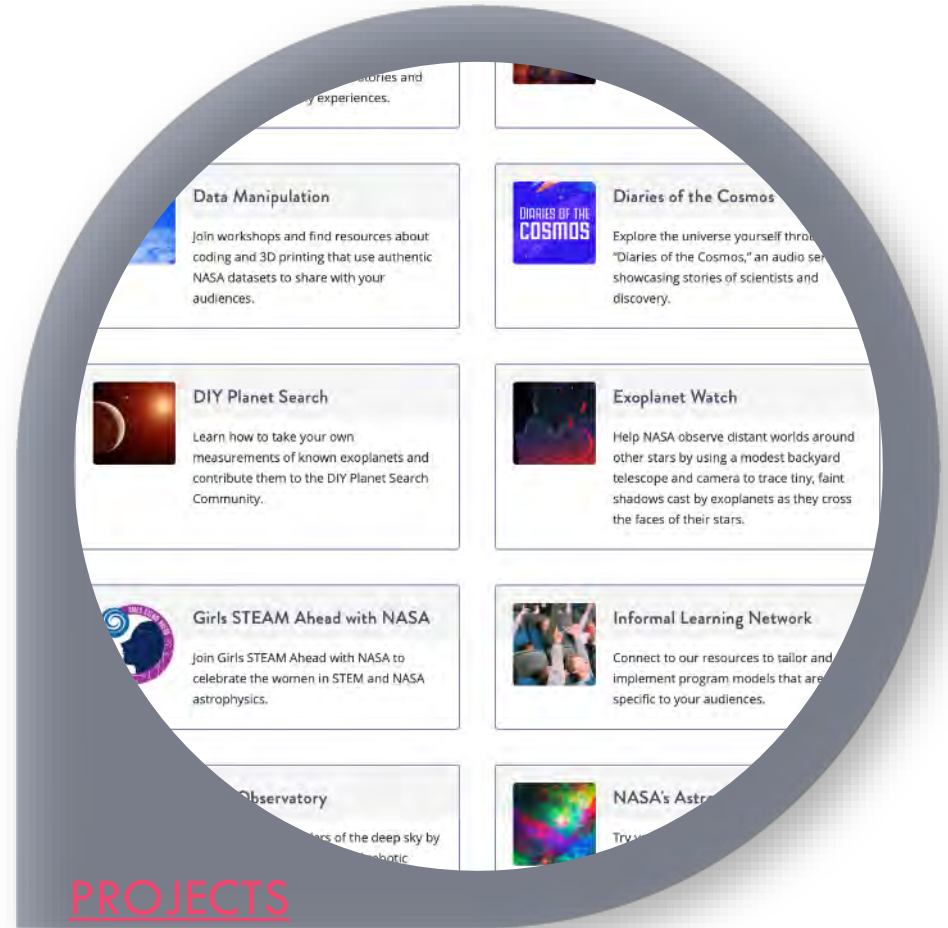 stories and
experiences.
Data Manipulation
Join workshops and find resources about
coding and 3D printing that use authentic
NASA datasets to share with your
audiences.
DIARIES OF THE
COSMOS
Diaries of the Cosmos
Explore the universe yourself
"Diaries of the Cosmos," an audio
showcasing stories of scientists and
discovery.
DIY Planet Search
Learn how to take your own
measurements of known exoplanets and
contribute them to the DIY Planet Search
Community.
Exoplanet Watch
Help NASA observe distant worlds around
other stars by using a modest backyard
telescope and camera to trace tiny, faint
shadows cast by exoplanets as they cross
the faces of their stars.
Girls STEAM Ahead with NASA
Join Girls STEAM Ahead with NASA to
celebrate the women in STEM and NASA
astrophysics.
Informal Learning Network
Connect to our resources to tailor and
implement program models that are
specific to your audiences.
Observatory
of the deep sky by
NASA's
Try
PROJECTS